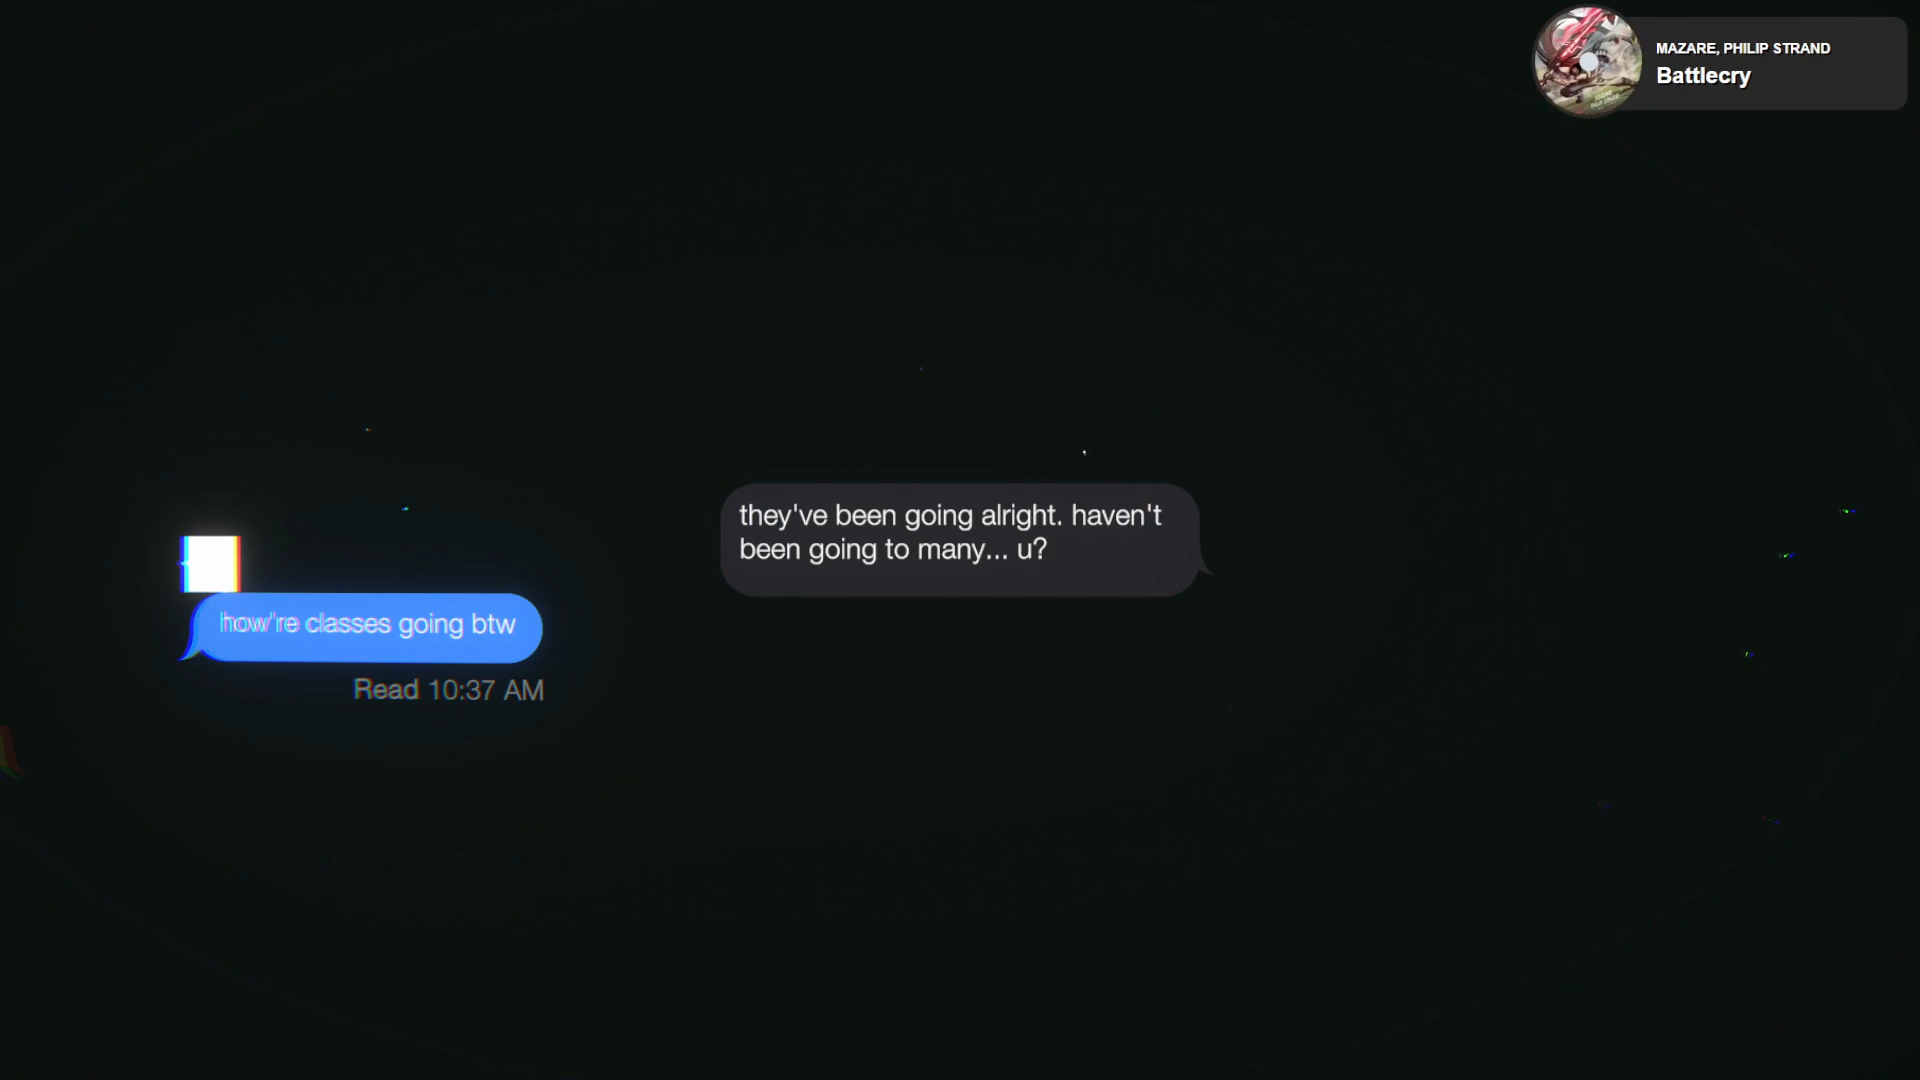 MAZARE, PHILIP STRAND
Battlecry
they've been going alright. haven't
been going to many... u?
how're classes going btw
Read 10:37 AM